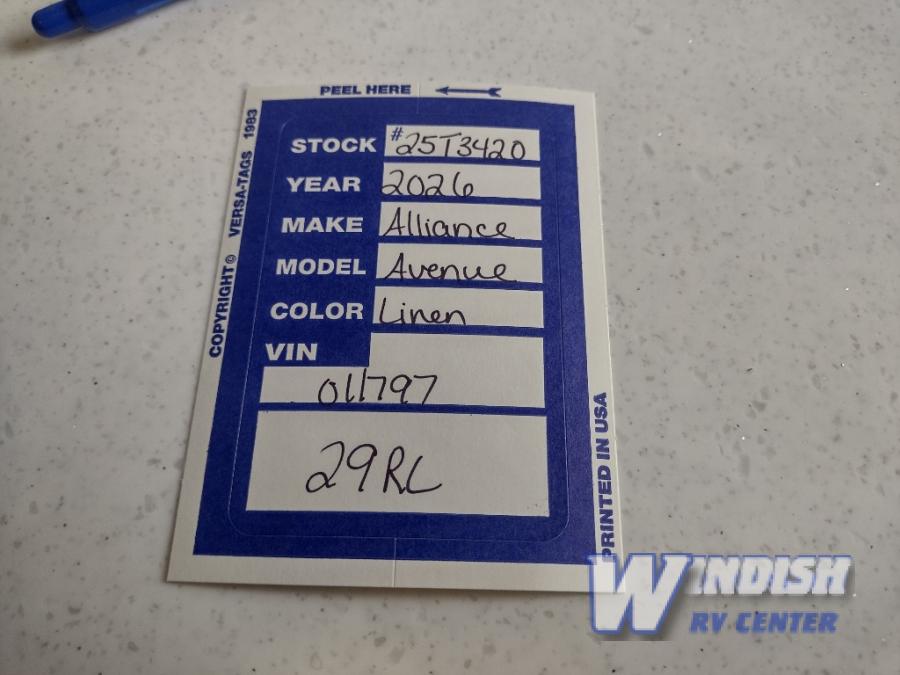 PEEL HERE
COPYRIGHT © VERSA-TAGS 1983
STOCK #25T3420
YEAR 2026
MAKE Alliance
MODEL Avenue
COLOR Linen
VIN
011797
29RL
PRINTED IN USA
WINDISH
RV CENTER